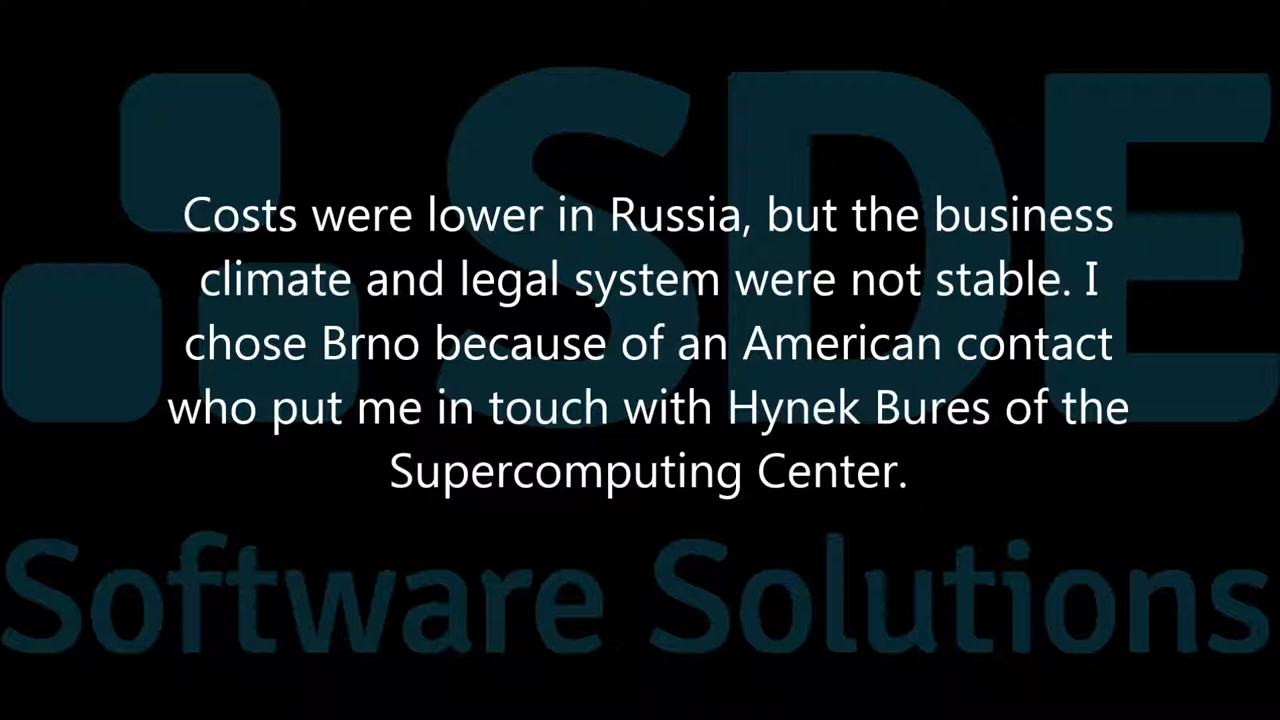 SDE
Costs were lower in Russia, but the business
climate and legal system were not stable. I
chose Brno because of an American contact
who put me in touch with Hynek Bures of the
Supercomputing Center.
Software Solutions